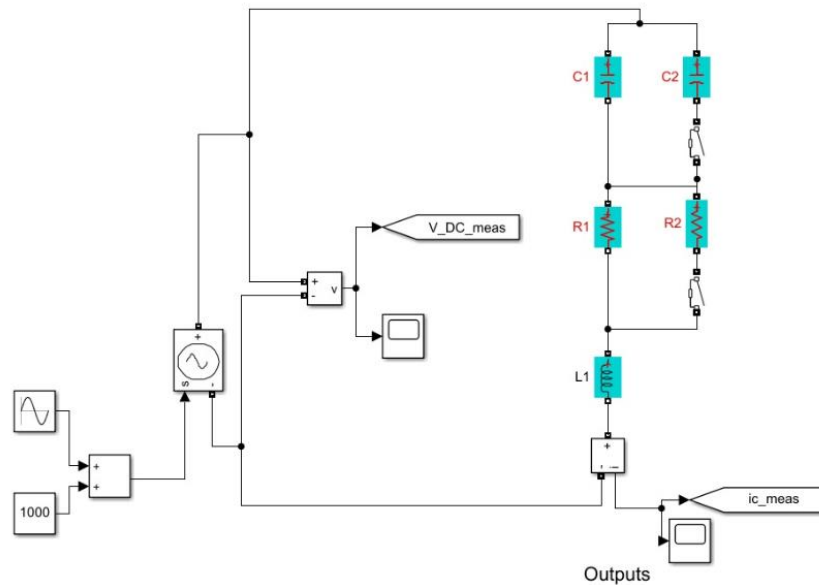 C1
C2
R1
R2
V_DC_meas
+
-
v
+
s
-
L1
+
+
1000
+
-
i
ic_meas
Outputs